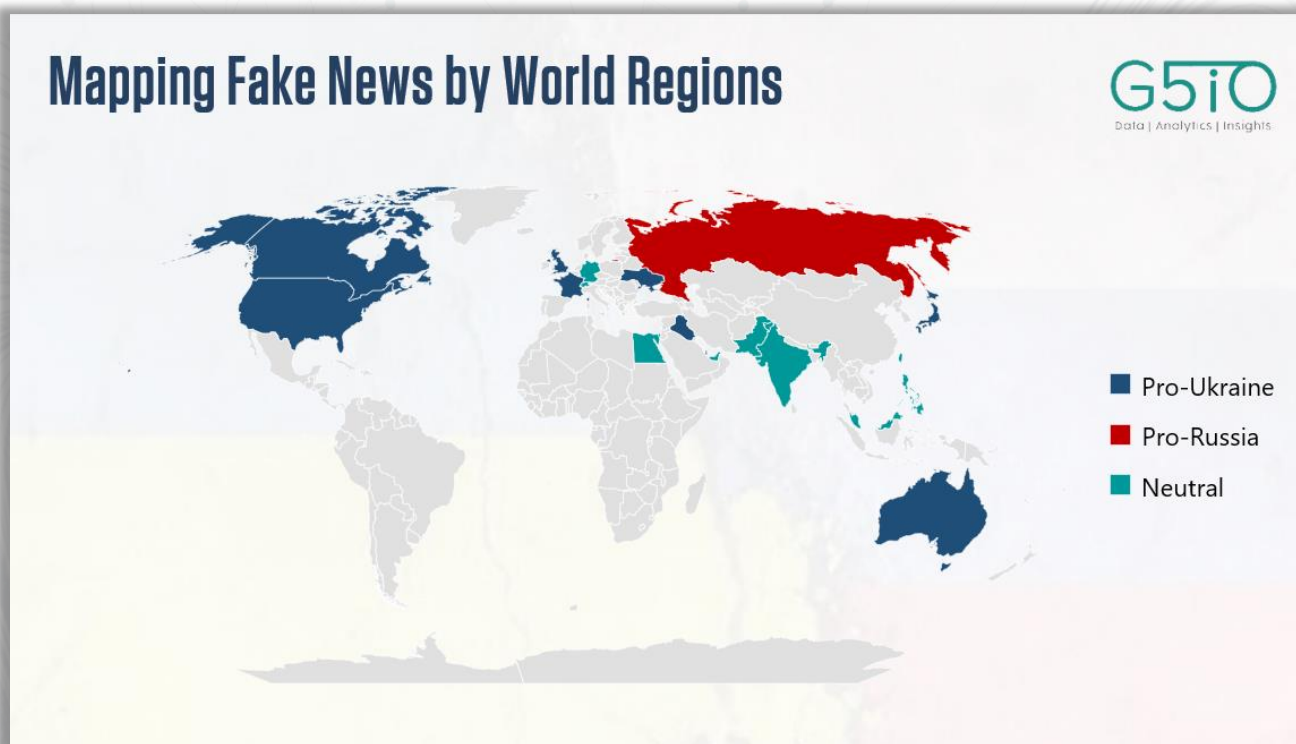 Mapping Fake News by World Regions
G5iO
Data | Analytics | Insights
Pro-Ukraine
Pro-Russia
Neutral